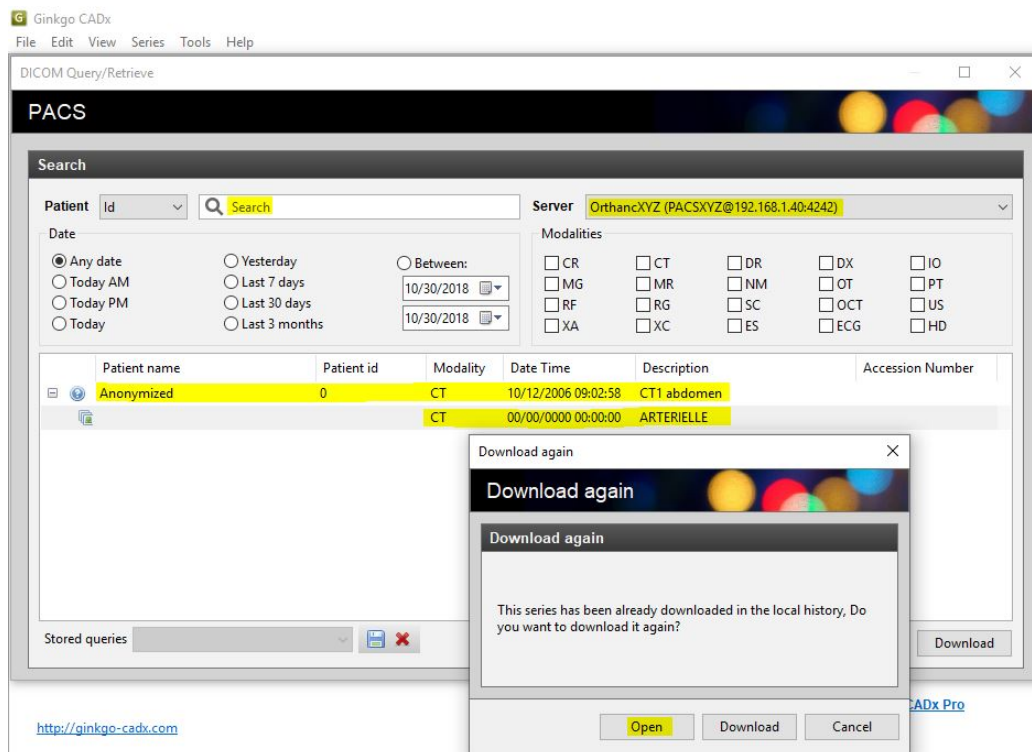 Ginkgo CADx
File Edit View Series Tools Help
DICOM Query/Retrieve
PACS
Search
Patient Id Search Server OrthancXYZ (PACSXYZ@192.168.1.40:4242)
Date Modalities
Any date Yesterday Between: CR CT DR DX IO
Today AM Last 7 days 10/30/2018 MG MR NM OT PT
Today PM Last 30 days RF RG SC OCT US
Today Last 3 months 10/30/2018 XA XC ES ECG HD
Patient name Patient id Modality Date Time Description Accession Number
Anonymized 0 CT 10/12/2006 09:02:58 CT1 abdomen
CT 00/00/0000 00:00:00 ARTERIELLE
Download again
Download again
Download again
This series has been already downloaded in the local history, Do
you want to download it again?
Stored queries Download
Open Download Cancel
http://ginkgo-cadx.com CADx Pro